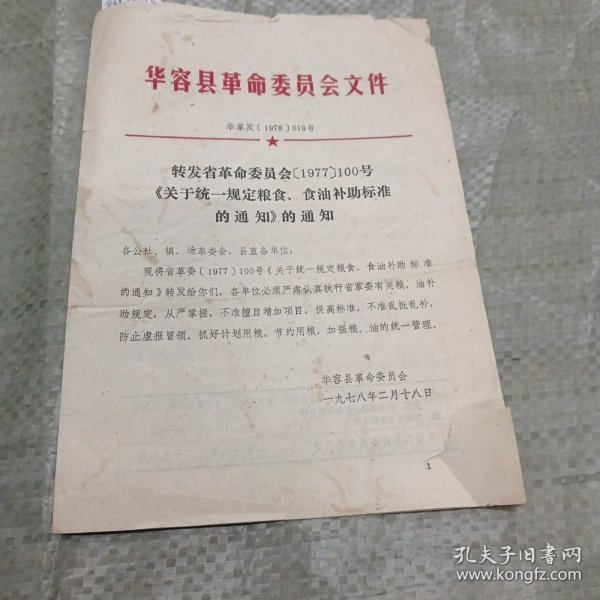 华容县革命委员会文件
华革发〔1978〕019号
转发省革命委员会〔1977〕100号
《关于统一规定粮食、食油补助标准
的通知》的通知
各公社、镇、场革委会，县直各单位：
现将省革委〔1977〕100号《关于统一规定粮食、食油补助标准
的通知》转发给你们，各单位必须严肃认真执行省革委有关粮、油补
助规定，从严掌握，不准擅自增加项目，提高标准，不准乱批乱补，
防止虚报冒领。抓好计划用粮、节约用粮，加强粮、油的统一管理。
华容县革命委员会
一九七八年二月十八日
1
孔夫子旧书网
www.kongfz.com